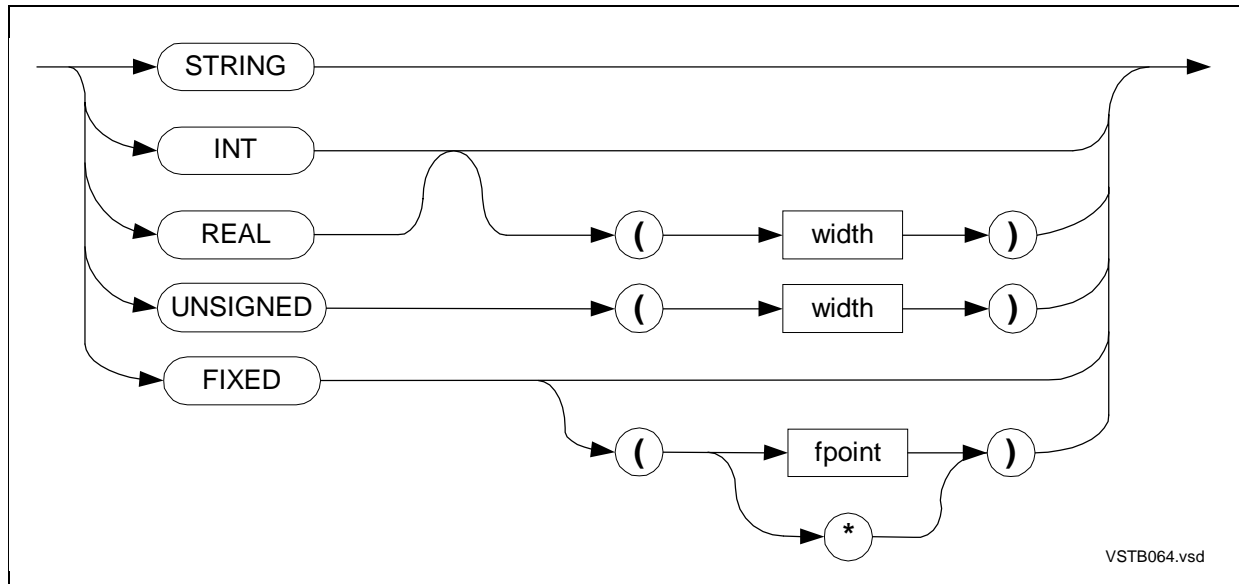 STRING
INT
REAL ( width )
UNSIGNED ( width )
FIXED
( fpoint )
*
VSTB064.vsd